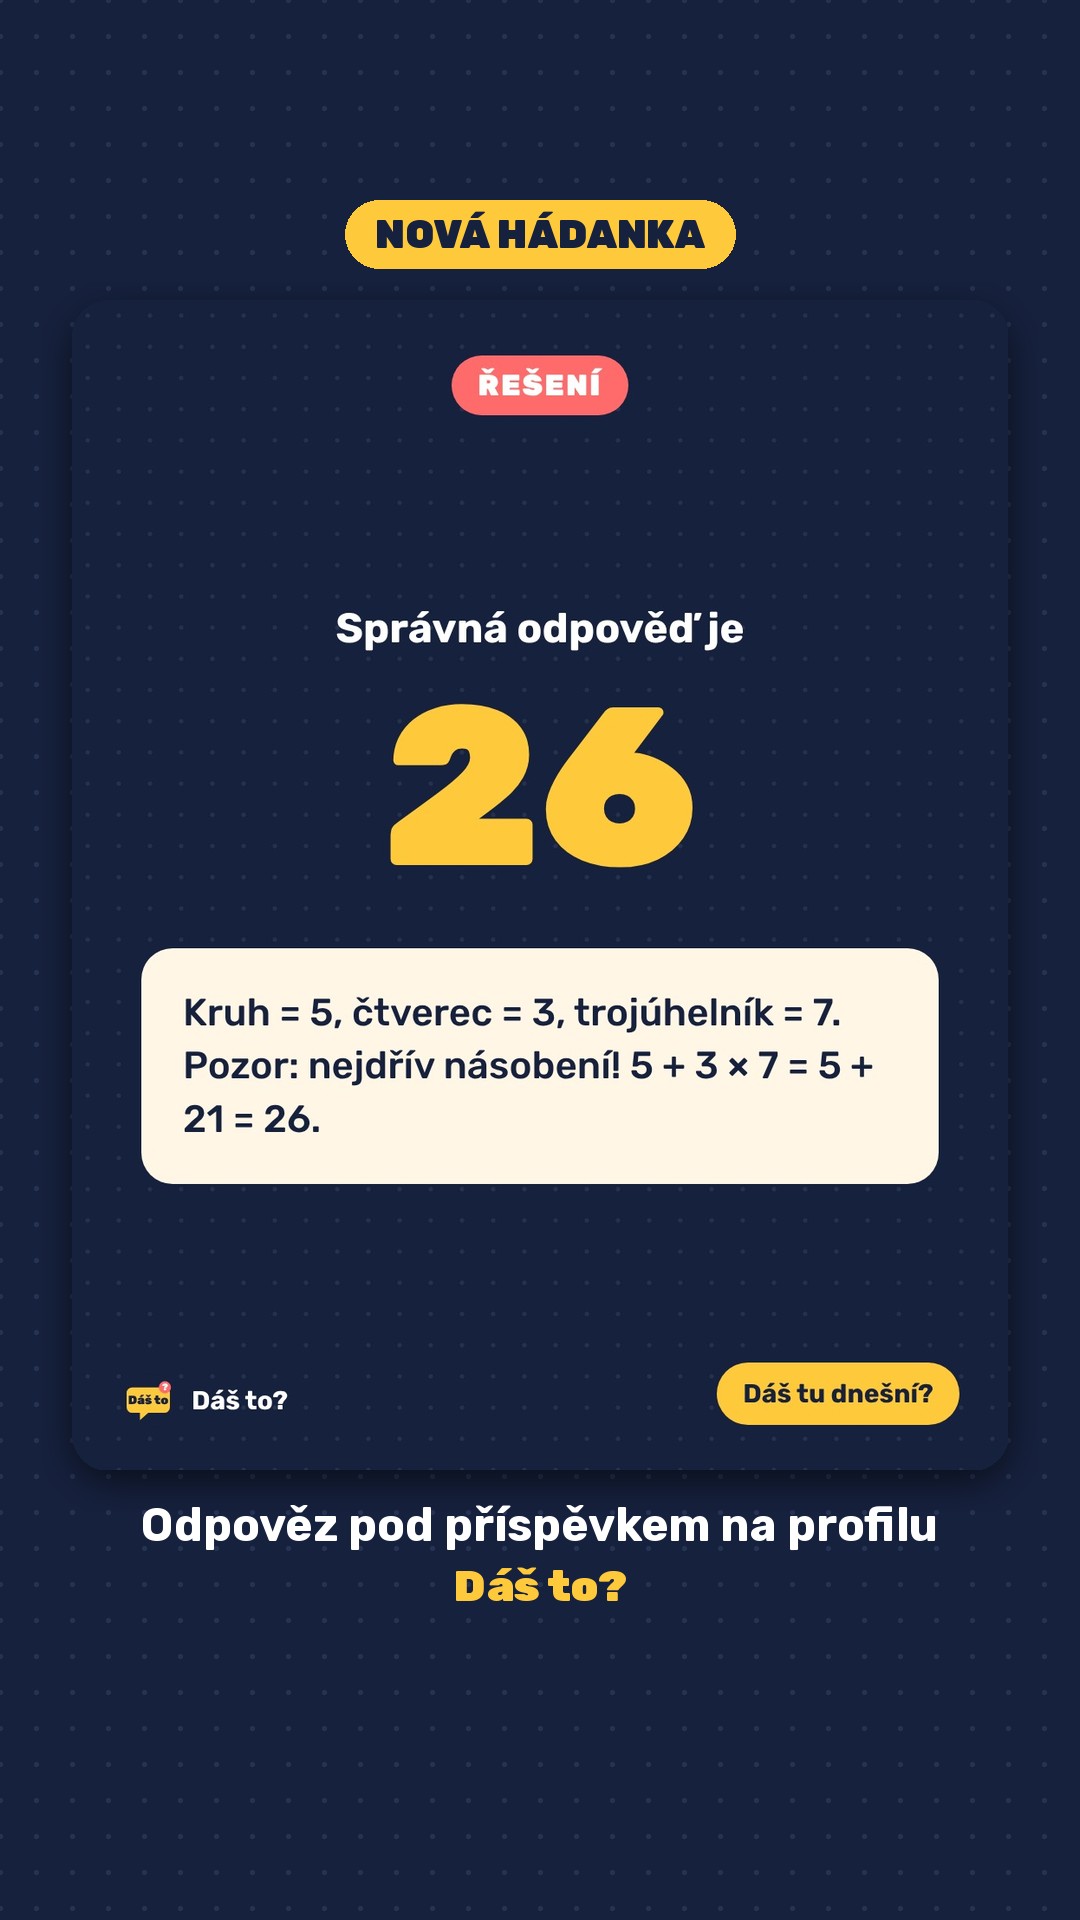 NOVÁ HÁDANKA
ŘEŠENÍ
Správná odpověď je
26
Kruh = 5, čtverec = 3, trojúhelník = 7.
Pozor: nejdřív násobení! 5 + 3 × 7 = 5 +
21 = 26.
Dáš to ?
Dáš to?
Dáš tu dnešní?
Odpověz pod příspěvkem na profilu
Dáš to?